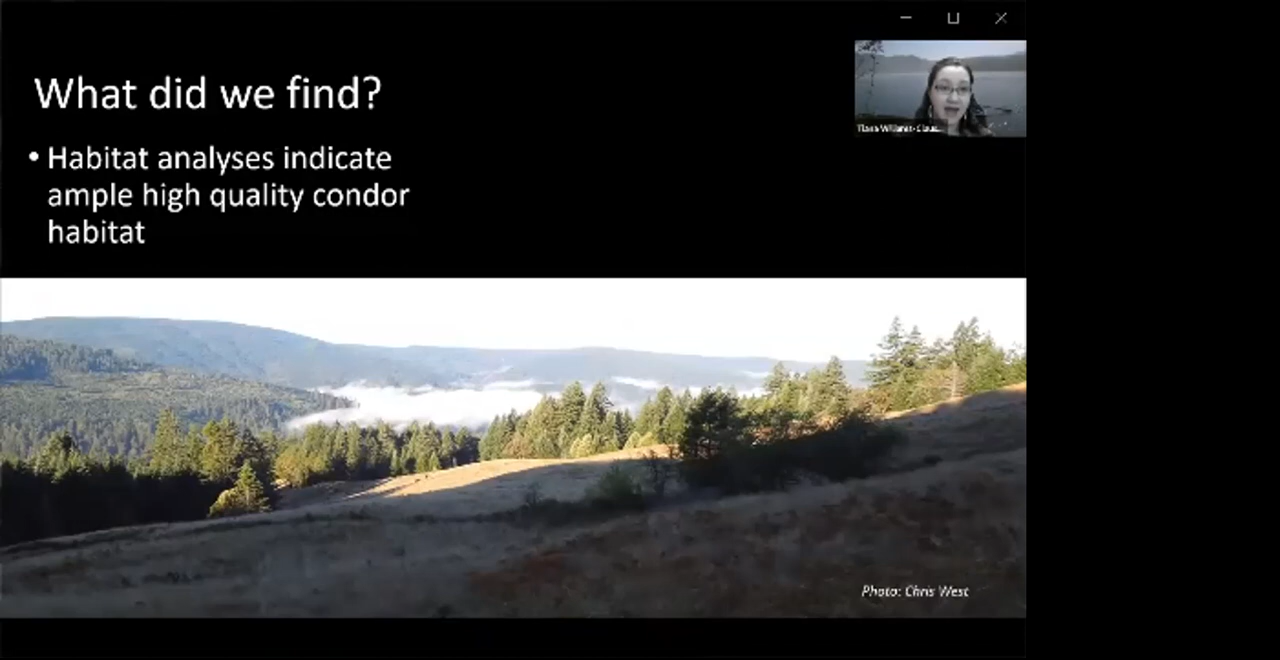 What did we find?
• Habitat analyses indicate
ample high quality condor
habitat
Photo: Chris West